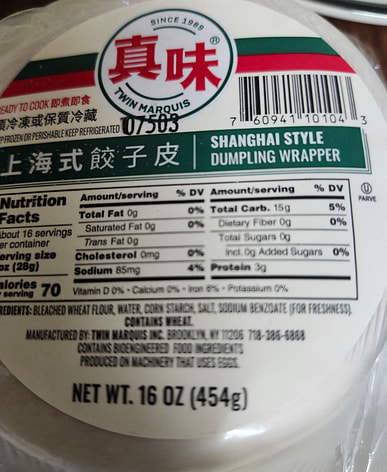 SINCE 1989
真味®
TWIN MARQUIS
READY TO COOK 即煮即食
須冷凍或保質冷藏
KEEP FROZEN OR PERISHABLE KEEP REFRIGERATED
07503
7 60941 10104 3
上海式餃子皮
SHANGHAI STYLE
DUMPLING WRAPPER
U
PARVE
Nutrition
Facts
about 16 servings
per container
serving size
oz (28g)
Calories
per serving 70
Amount/serving % DV
Total Fat 0g 0%
Saturated Fat 0g 0%
Trans Fat 0g
Cholesterol 0mg 0%
Sodium 85mg 4%
Amount/serving % DV
Total Carb. 15g 5%
Dietary Fiber 0g 0%
Total Sugars 0g
Incl. 0g Added Sugars 0%
Protein 3g
Vitamin D 0% • Calcium 0% • Iron 6% • Potassium 0%
REDIENTS: BLEACHED WHEAT FLOUR, WATER, CORN STARCH, SALT, SODIUM BENZOATE (FOR FRESHNESS).
CONTAINS WHEAT.
MANUFACTURED BY: TWIN MARQUIS INC. BROOKLYN, NY 11206 718-386-6868
CONTAINS BIOENGINEERED FOOD INGREDIENTS
PRODUCED ON MACHINERY THAT USES EGGS.
NET WT. 16 OZ (454g)